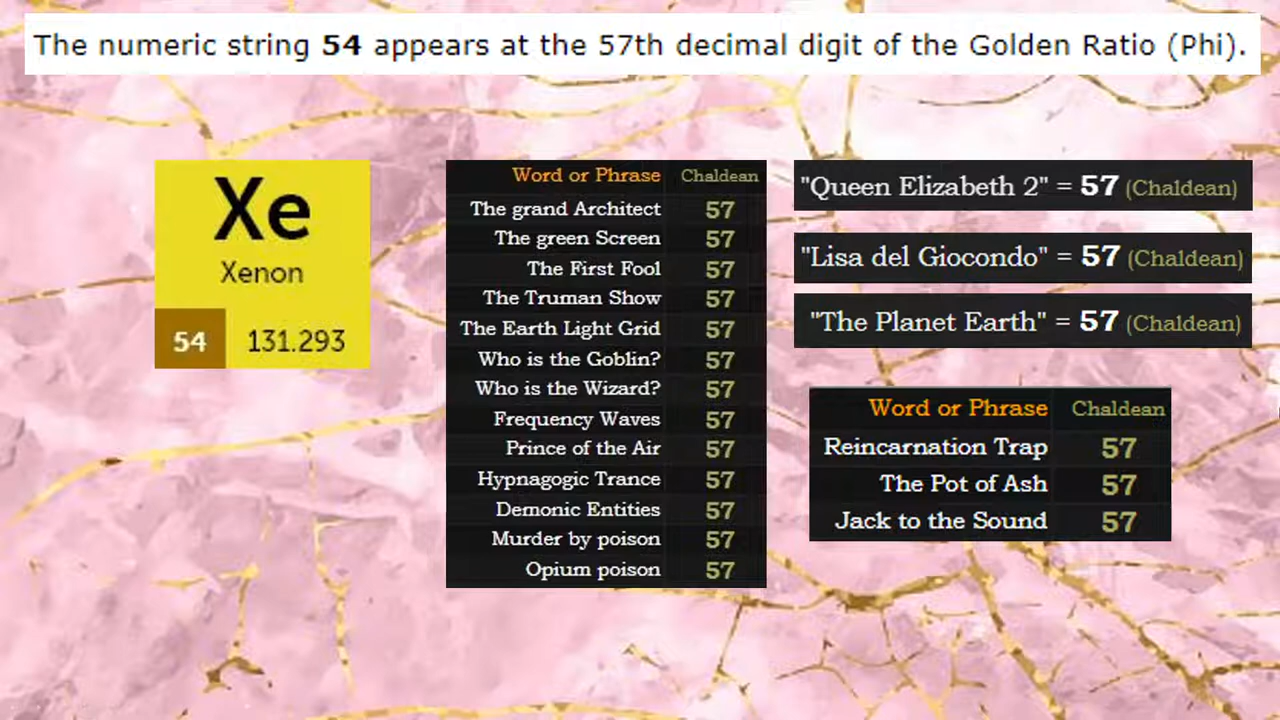 The numeric string 54 appears at the 57th decimal digit of the Golden Ratio (Phi).
Xe
Xenon
54 131.293
Word or Phrase Chaldean
The grand Architect 57
The green Screen 57
The First Fool 57
The Truman Show 57
The Earth Light Grid 57
Who is the Goblin? 57
Who is the Wizard? 57
Frequency Waves 57
Prince of the Air 57
Hypnagogic Trance 57
Demonic Entities 57
Murder by poison 57
Opium poison 57
"Queen Elizabeth 2" = 57 (Chaldean)
"Lisa del Giocondo" = 57 (Chaldean)
"The Planet Earth" = 57 (Chaldean)
Word or Phrase Chaldean
Reincarnation Trap 57
The Pot of Ash 57
Jack to the Sound 57